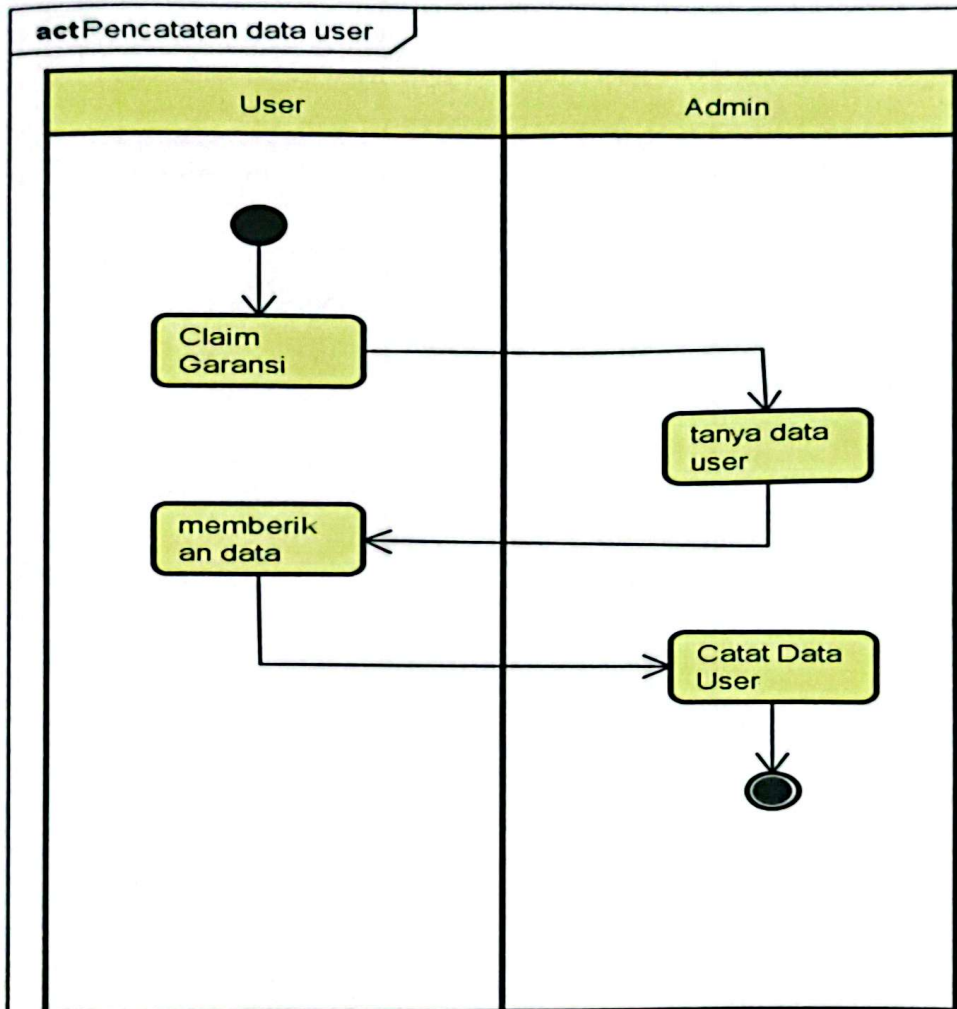 act Pencatatan data user
User
Admin
Claim
Garansi
tanya data
user
memberik
an data
Catat Data
User